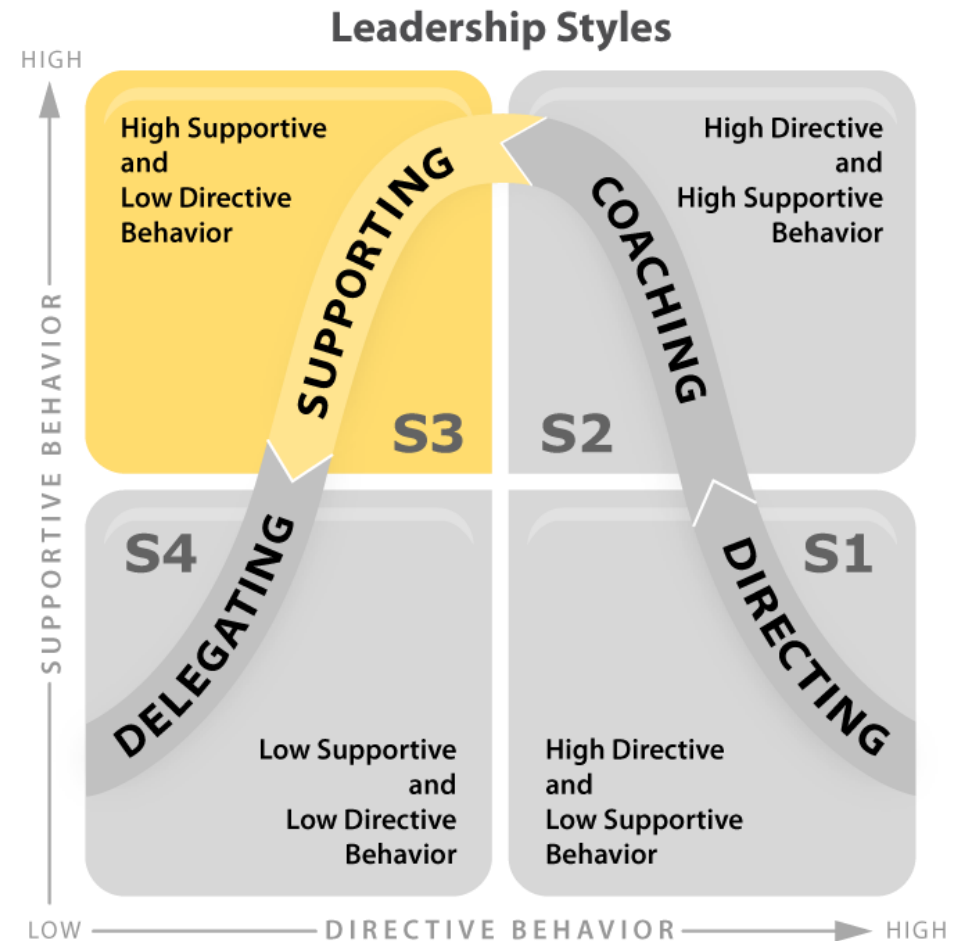 Leadership Styles
HIGH
SUPPORTIVE BEHAVIOR
High Supportive
and
Low Directive
Behavior
SUPPORTING
S3
High Directive
and
High Supportive
Behavior
COACHING
S2
S4
DELEGATING
Low Supportive
and
Low Directive
Behavior
S1
DIRECTING
High Directive
and
Low Supportive
Behavior
LOW
DIRECTIVE BEHAVIOR
HIGH